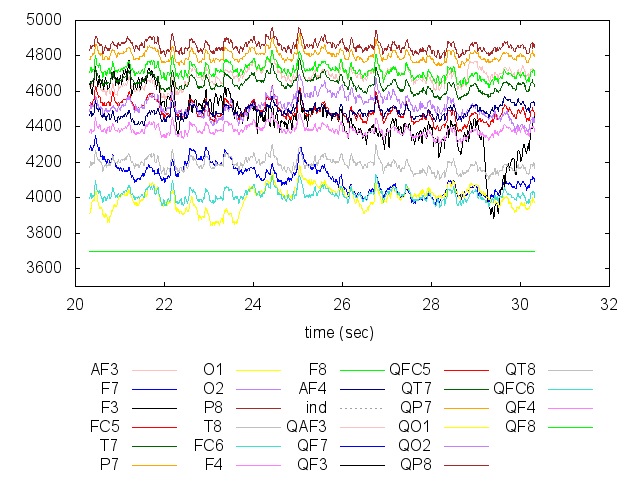 5000
4800
4600
4400
4200
4000
3800
3600
20 22 24 26 28 30 32
time (sec)
AF3 O1 F8 QFC5 QT8
F7 O2 AF4 QT7 QFC6
F3 P8 ind QP7 QF4
FC5 T8 QAF3 QO1 QF8
T7 FC6 QF7 QO2
P7 F4 QF3 QP8